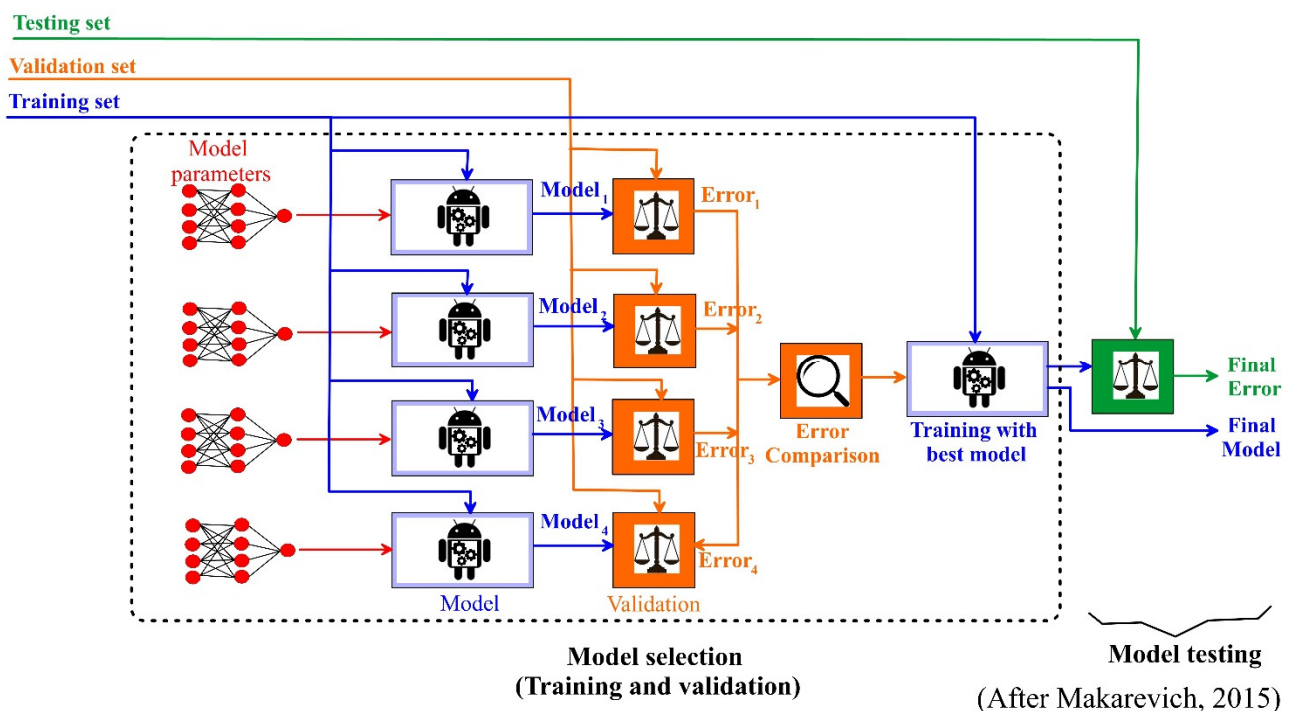 Testing set
Validation set
Training set
Model
parameters
Model1
Error1
Model2
Error2
Model3
Error3
Model4
Error4
Error
Comparison
Training with
best model
Final
Error
Final
Model
Model
Validation
Model selection
(Training and validation)
Model testing
(After Makarevich, 2015)